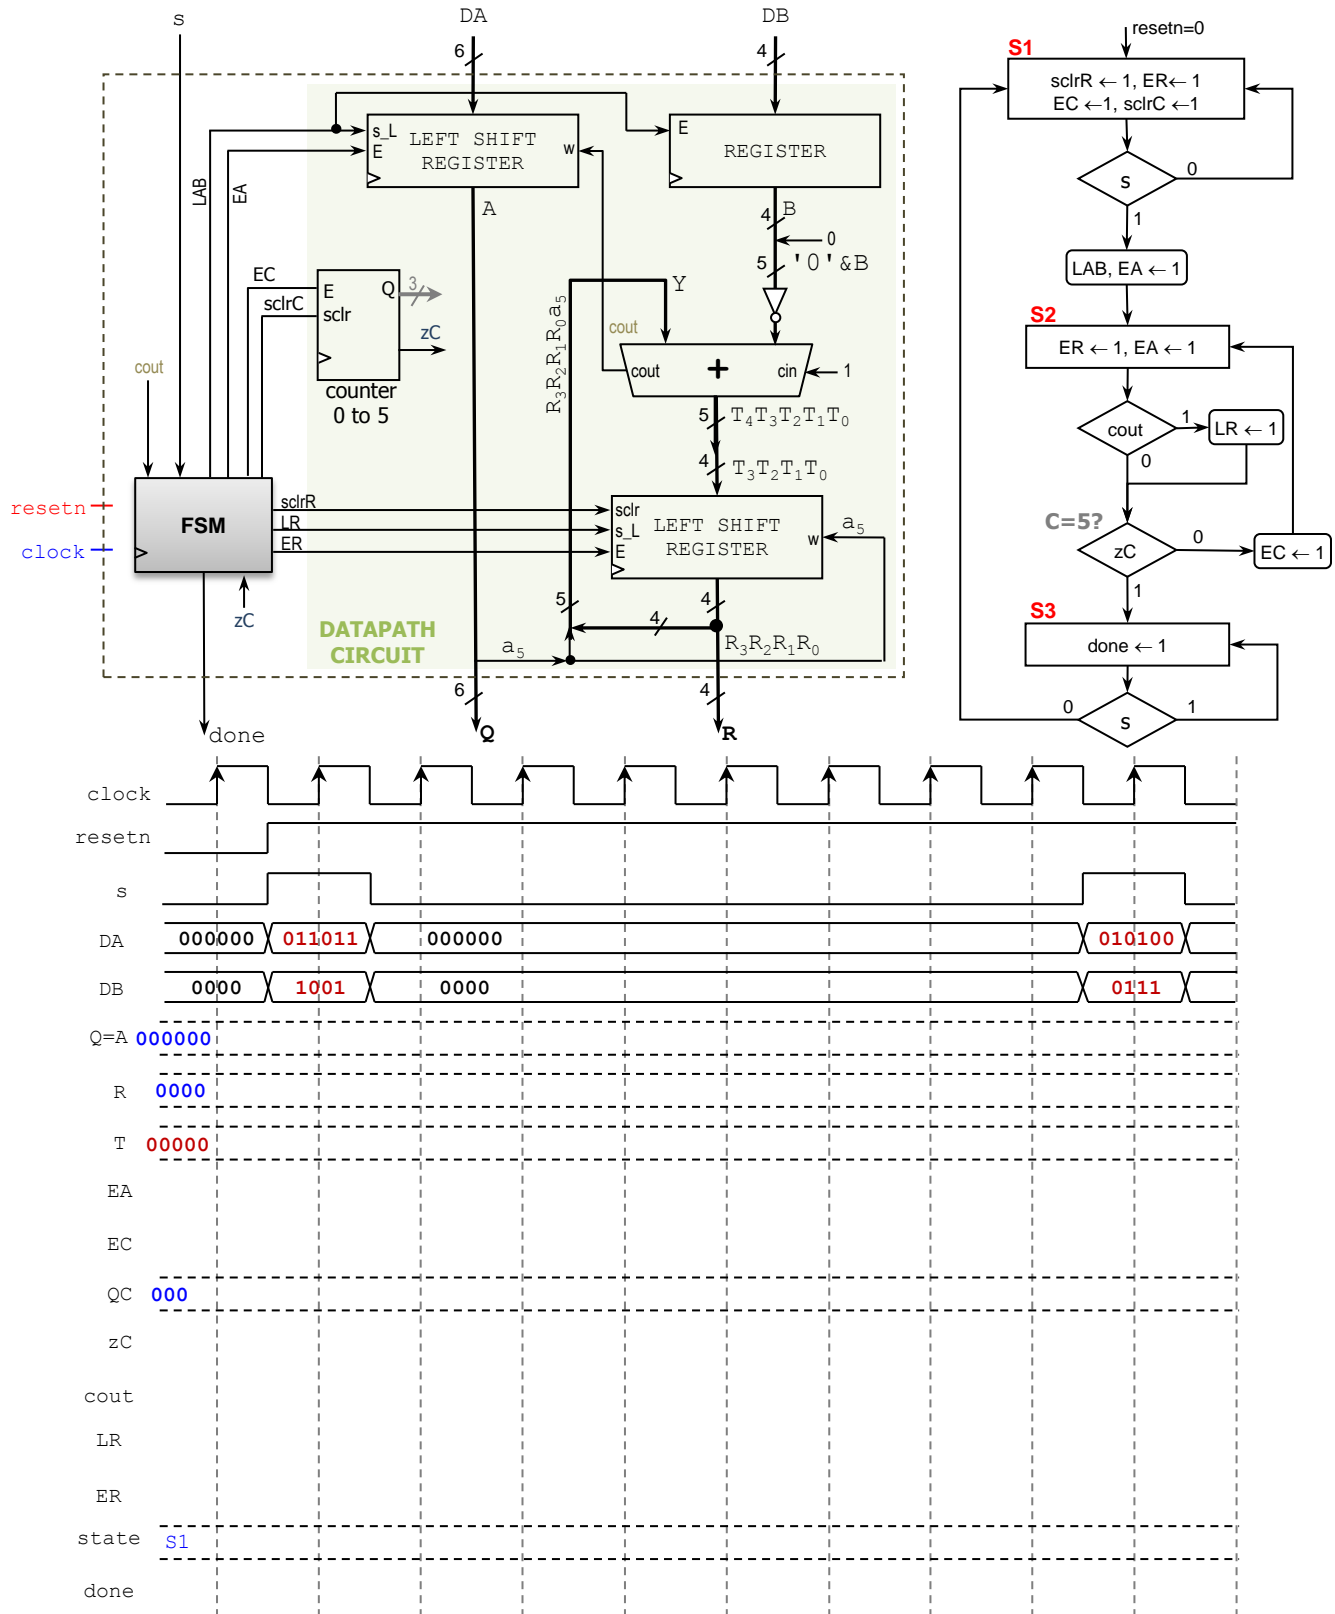 s
DA
DB
resetn=0
6
4
S1
sclrR ← 1, ER← 1
EC ←1, sclrC ←1
s_L
E
LEFT SHIFT
REGISTER
w
E
REGISTER
s
0
1
LAB
EA
A
4
B
0
5
'0'&B
LAB, EA ← 1
EC
sclrC
E
sclr
Q
3
zC
counter
0 to 5
R3R2R1R0a5
Y
cout
cout
+
cin
1
S2
ER ← 1, EA ← 1
cout
1
LR ← 1
0
cout
5
T4T3T2T1T0
4
T3T2T1T0
C=5?
zC
0
EC ← 1
1
resetn
clock
FSM
sclrR
LR
ER
sclr
s_L
E
LEFT SHIFT
REGISTER
w
a5
zC
5
4
4
DATAPATH
CIRCUIT
a5
R3R2R1R0
S3
done ← 1
0
s
1
6
4
done
Q
R
clock
resetn
s
DA 000000 011011 000000 010100
DB 0000 1001 0000 0111
Q=A 000000
R 0000
T 00000
EA
EC
QC 000
zC
cout
LR
ER
state S1
done